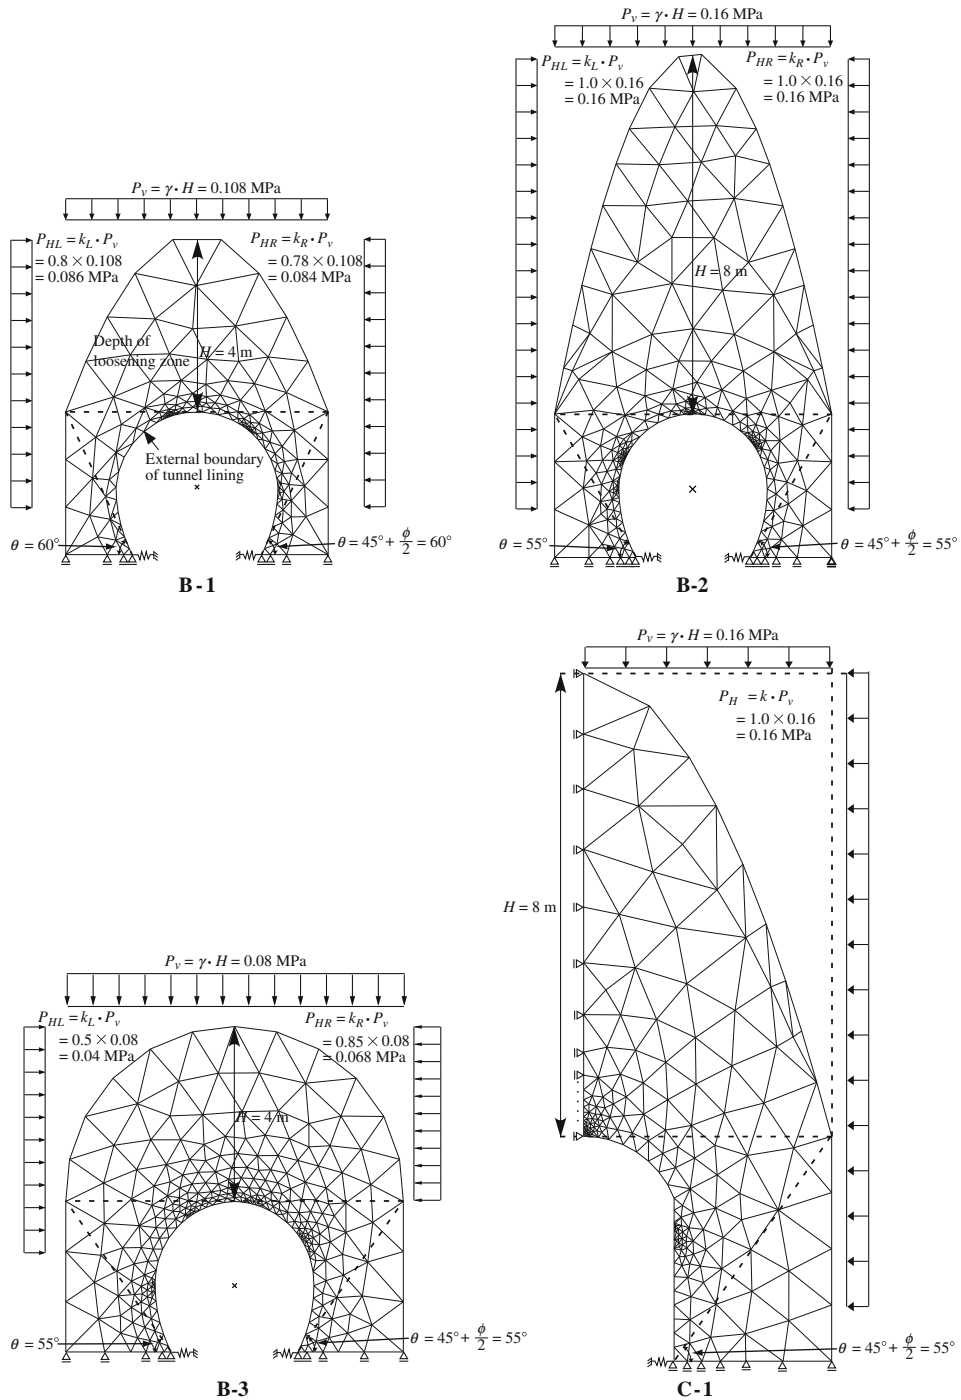 P_v = γ • H = 0.108 MPa
P_HL = k_L • P_v
= 0.8 × 0.108
= 0.086 MPa
P_HR = k_R • P_v
= 0.78 × 0.108
= 0.084 MPa
Depth of
loosening zone
H = 4 m
External boundary
of tunnel lining
θ = 60°
θ = 45° + ϕ/2 = 60°
B-1
P_v = γ • H = 0.16 MPa
P_HL = k_L • P_v
= 1.0 × 0.16
= 0.16 MPa
P_HR = k_R • P_v
= 1.0 × 0.16
= 0.16 MPa
H = 8 m
θ = 55°
θ = 45° + ϕ/2 = 55°
B-2
P_v = γ • H = 0.08 MPa
P_HL = k_L • P_v
= 0.5 × 0.08
= 0.04 MPa
P_HR = k_R • P_v
= 0.85 × 0.08
= 0.068 MPa
H = 4 m
θ = 55°
θ = 45° + ϕ/2 = 55°
B-3
P_v = γ • H = 0.16 MPa
P_H = k • P_v
= 1.0 × 0.16
= 0.16 MPa
H = 8 m
θ = 45° + ϕ/2 = 55°
C-1